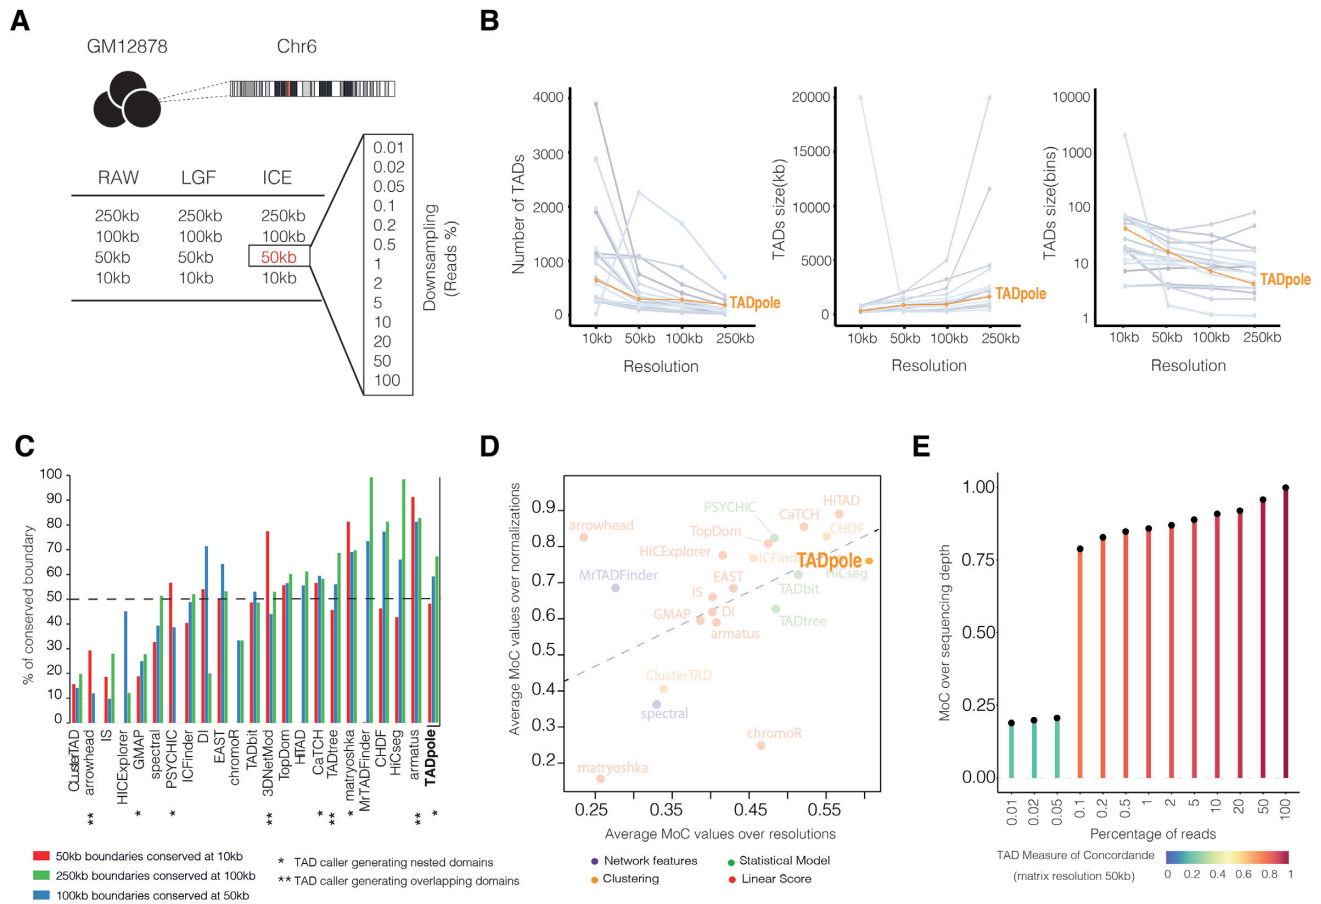 A
GM12878
Chr6
RAW LGF ICE
250kb 250kb 250kb
100kb 100kb 100kb
50kb 50kb 50kb
10kb 10kb 10kb
0.01
0.02
0.05
0.1
0.2
0.5
1
2
5
10
20
50
100
Downsampling
(Reads %)
B
Number of TADs
4000
3000
2000
1000
0
10kb 50kb 100kb 250kb
Resolution
TADpole
TADs size(kb)
20000
15000
10000
5000
0
10kb 50kb 100kb 250kb
Resolution
TADpole
TADs size(bins)
10000
1000
100
10
1
10kb 50kb 100kb 250kb
Resolution
TADpole
C
% of conserved boundary
100
90
80
70
60
50
40
30
20
10
0
ClusterTAD
arrowhead
**
IS
HICExplorer
GMAP
*
spectral
PSYCHIC
*
ICFinder
DI
EAST
chromoR
TADbit
3DNetMod
**
TopDom
HiTAD
CaTCH
*
TADtree
**
matryoshka
*
MrTADFinder
CHDF
HiCseg
armatus
**
TADpole
*
50kb boundaries conserved at 10kb
250kb boundaries conserved at 100kb
100kb boundaries conserved at 50kb
* TAD caller generating nested domains
** TAD caller generating overlapping domains
D
Average MoC values over normalizations
0.9
0.8
0.7
0.6
0.5
0.4
0.3
0.2
arrowhead
PSYCHIC
HiTAD
CaTCH
CHDF
TopDom
HiCExplorer
TADpole
HiCseg
MrTADFinder
EAST
TADbit
IS
DI
GMAP
TADtree
armatus
ClusterTAD
spectral
chromoR
matryoshka
0.25 0.35 0.45 0.55
Average MoC values over resolutions
Network features
Statistical Model
Clustering
Linear Score
E
MoC over sequencing depth
1.00
0.75
0.50
0.25
0.00
0.01 0.02 0.05 0.1 0.2 0.5 1 2 5 10 20 50 100
Percentage of reads
TAD Measure of Concordande
(matrix resolution 50kb)
0 0.2 0.4 0.6 0.8 1